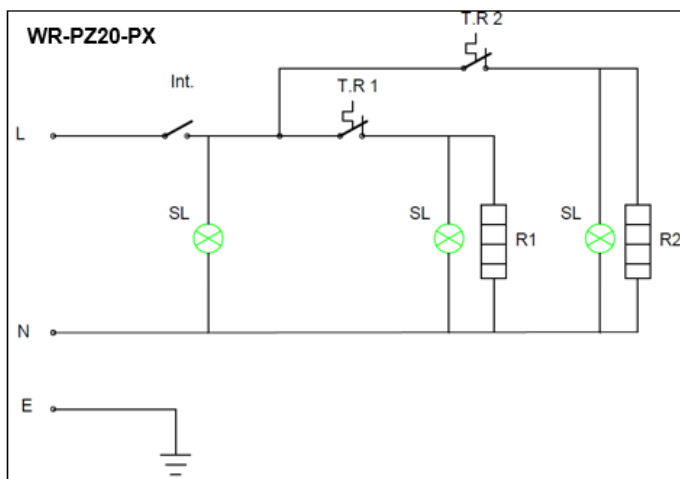 T.R 2
WR-PZ20-PX
Int.
T.R 1
L
SL
SL
R1
SL
R2
N
E